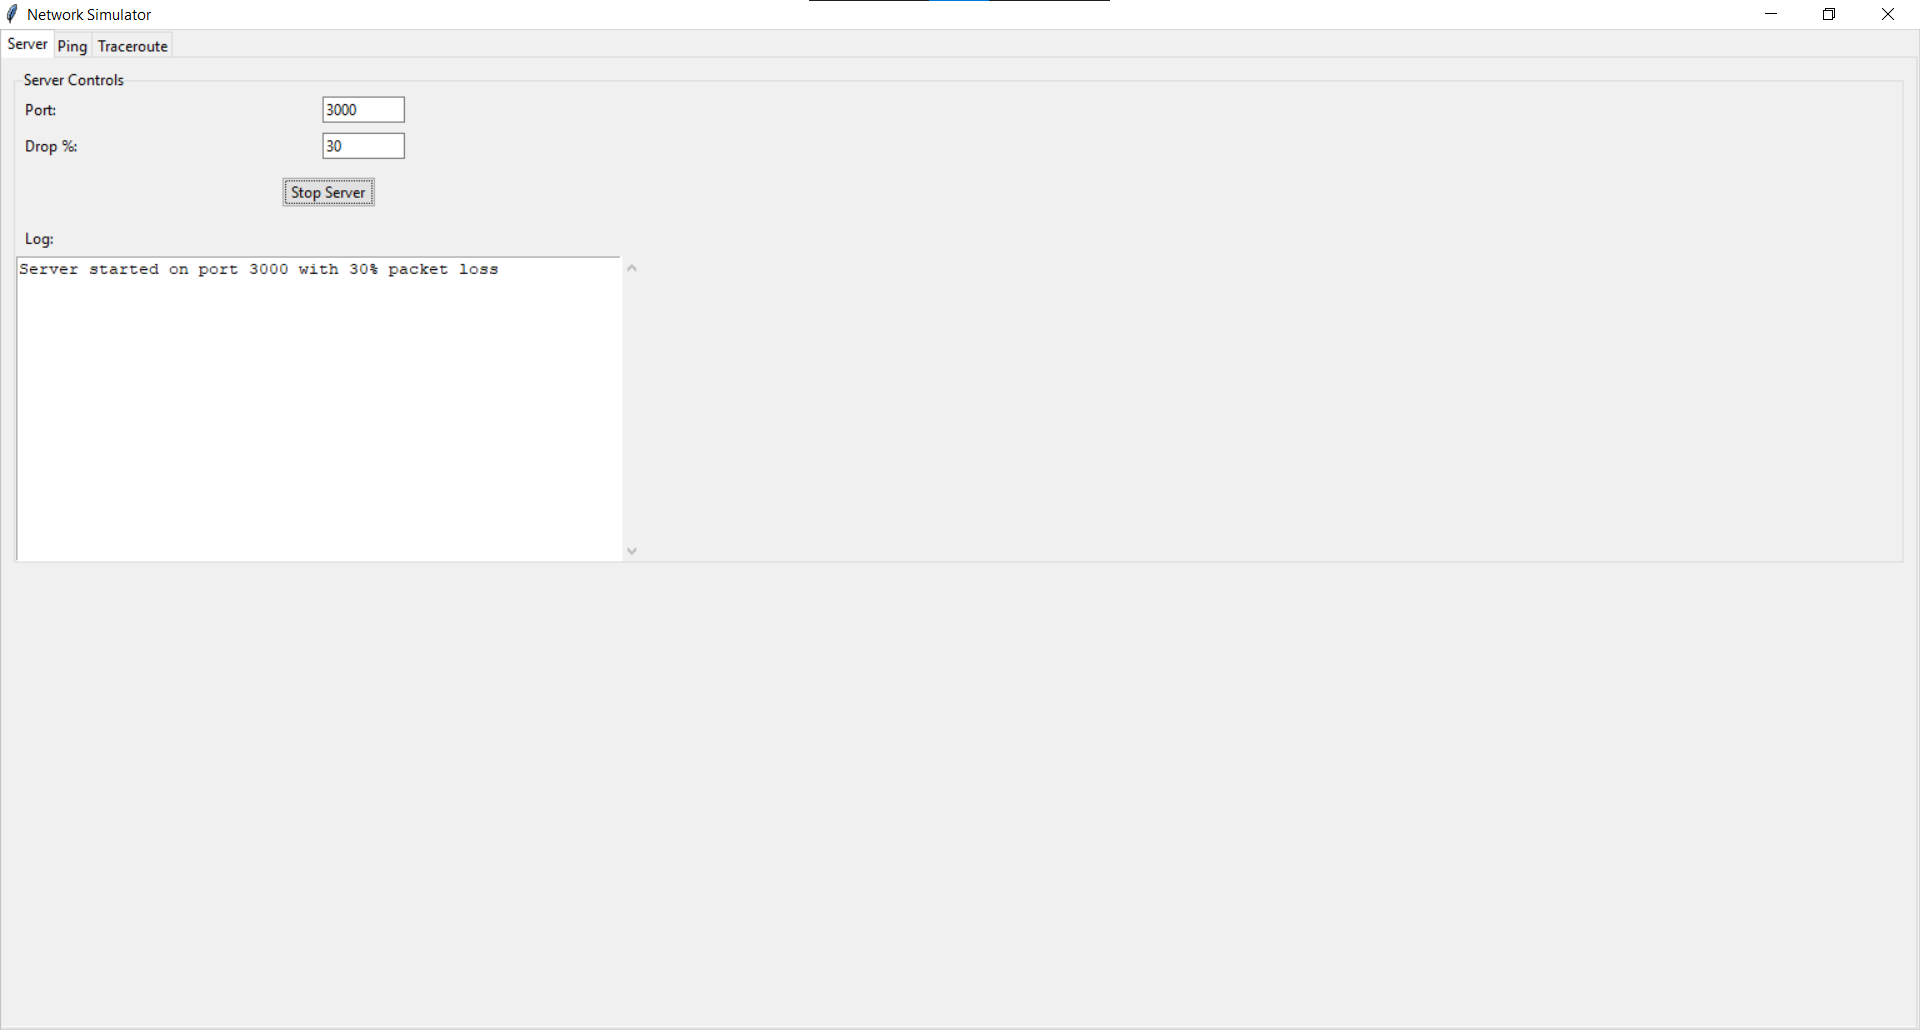 Network Simulator
Server Ping Traceroute
Server Controls
Port: 3000
Drop %: 30
Stop Server
Log:
Server started on port 3000 with 30% packet loss